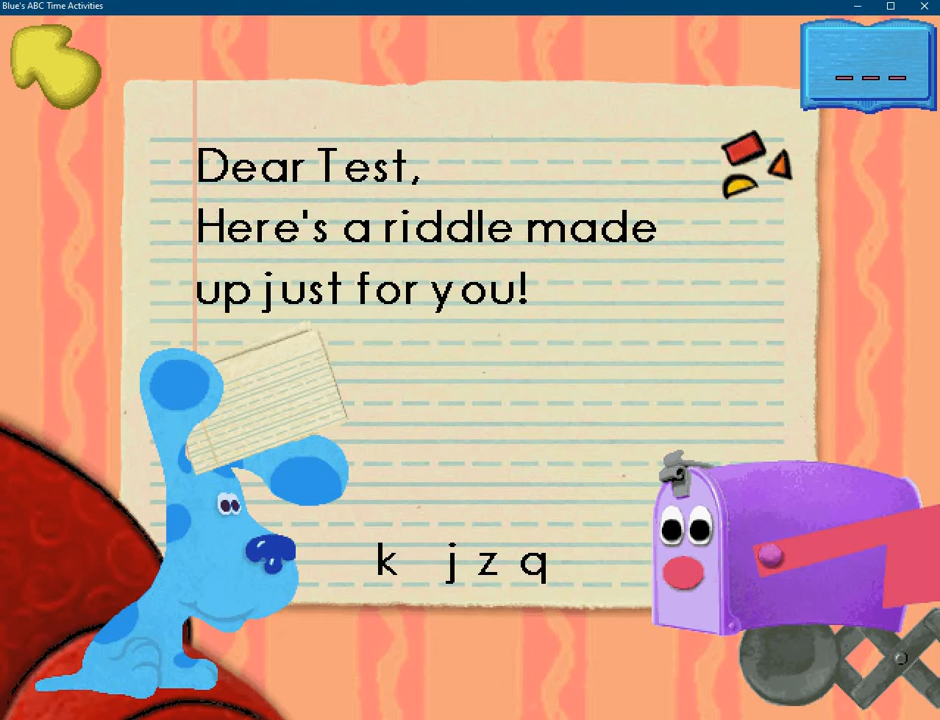 Blue's ABC Time Activities
Dear Test,
Here's a riddle made
up just for you!
k j z q